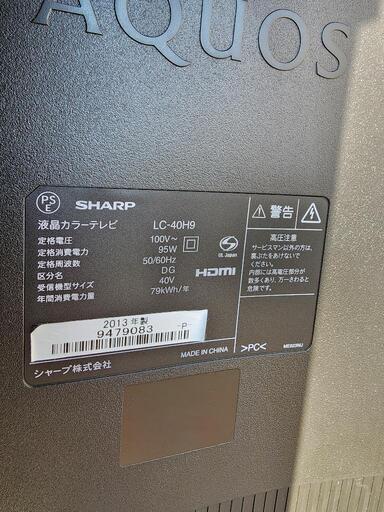 AQUOS
PSE
SHARP
液晶カラーテレビ LC-40H9
定格電圧 100V～
定格消費電力 95W
定格周波数 50/60Hz
区分名 DG
受信機型サイズ 40V
年間消費電力量 79kWh/年
UL Japan
HDMI
2013年製
9479083 -P-
シャープ株式会社
MADE IN CHINA
警告
高圧注意
サービスマン以外の方は、
裏ぶたをあけないで
ください。
内部には高電圧部分が
数多くあり、万一さわると
危険です。
>PC<